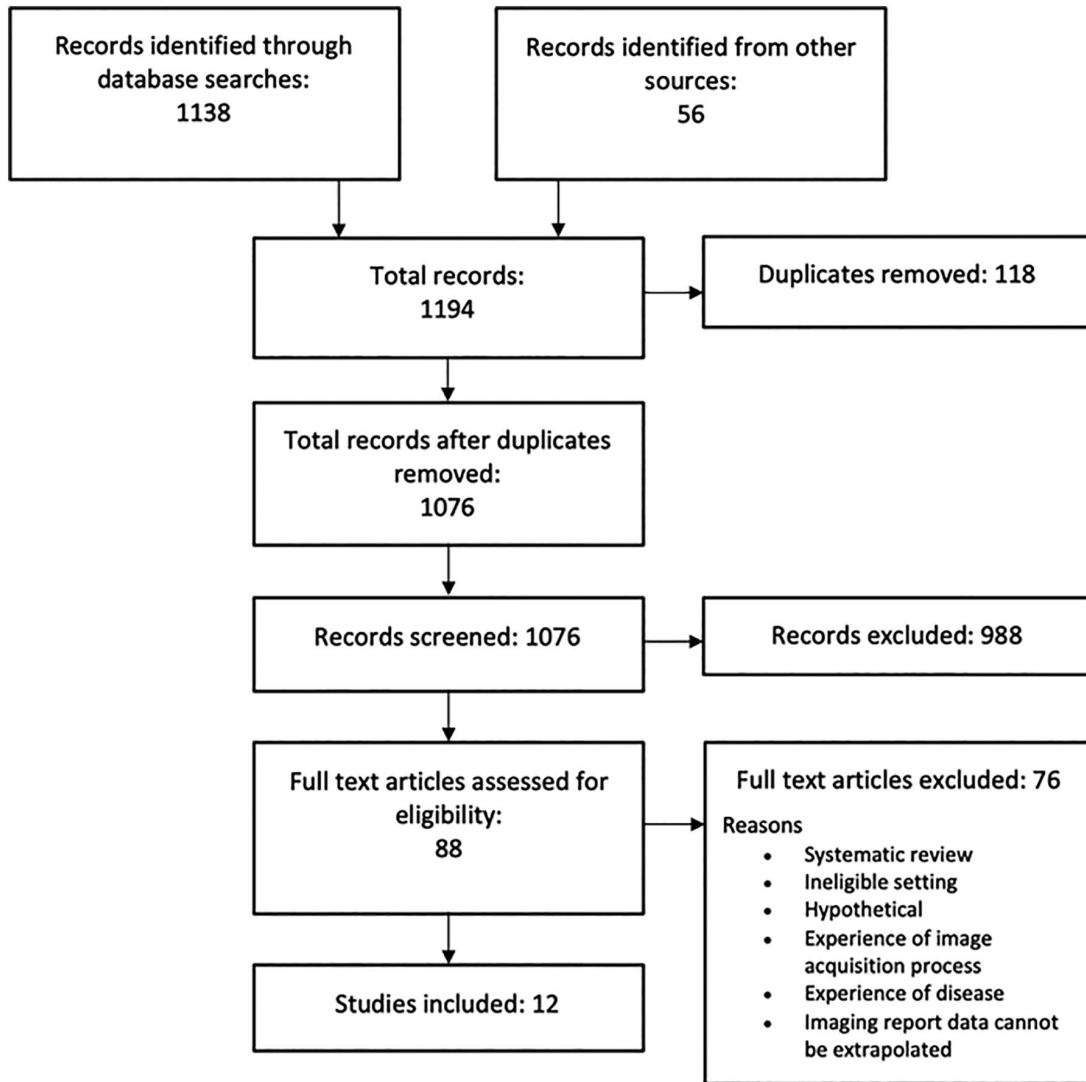 Records identified through
database searches:
1138
Records identified from other
sources:
56
Total records:
1194
Duplicates removed: 118
Total records after duplicates
removed:
1076
Records screened: 1076
Records excluded: 988
Full text articles assessed for
eligibility:
88
Full text articles excluded: 76
Reasons
• Systematic review
• Ineligible setting
• Hypothetical
• Experience of image
acquisition process
• Experience of disease
• Imaging report data cannot
be extrapolated
Studies included: 12